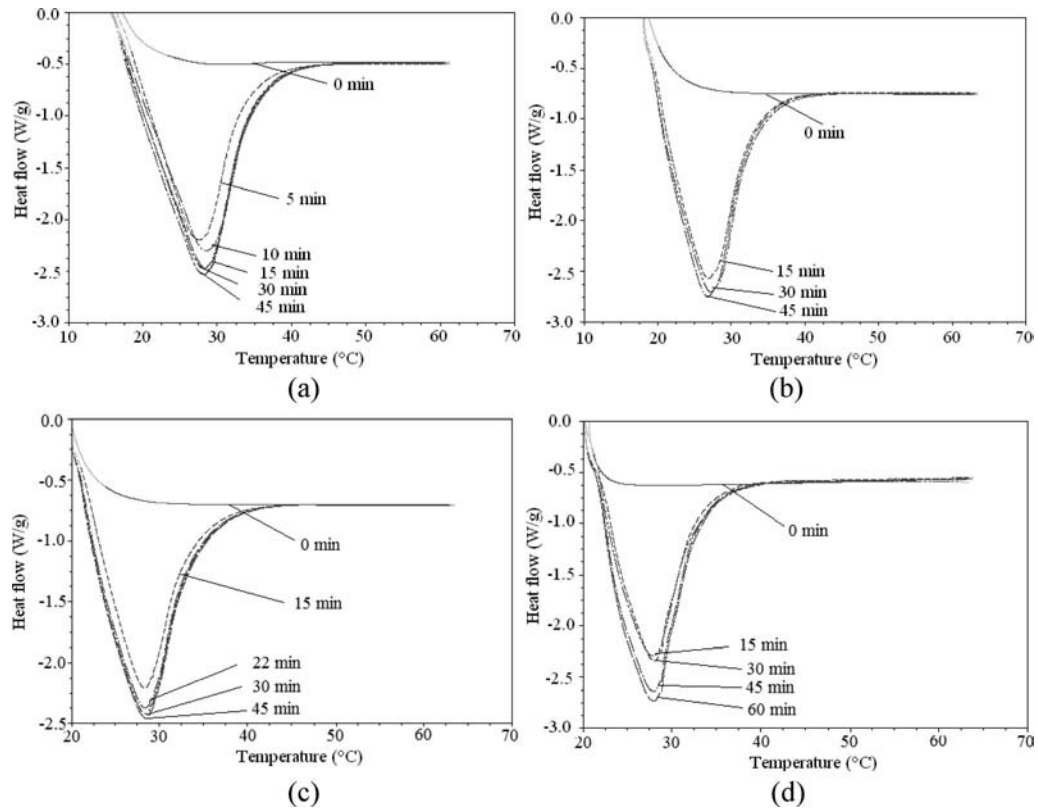 0.0
-0.5
-1.0
-1.5
-2.0
-2.5
-3.0
Heat flow (W/g)
0 min
5 min
10 min
15 min
30 min
45 min
10 20 30 40 50 60 70
Temperature (°C)
(a)
0.0
-0.5
-1.0
-1.5
-2.0
-2.5
-3.0
Heat flow (W/g)
0 min
15 min
30 min
45 min
10 20 30 40 50 60 70
Temperature (°C)
(b)
0.0
-0.5
-1.0
-1.5
-2.0
-2.5
Heat flow (W/g)
0 min
15 min
22 min
30 min
45 min
20 30 40 50 60 70
Temperature (°C)
(c)
0.0
-0.5
-1.0
-1.5
-2.0
-2.5
-3.0
Heat flow (W/g)
0 min
15 min
30 min
45 min
60 min
20 30 40 50 60 70
Temperature (°C)
(d)